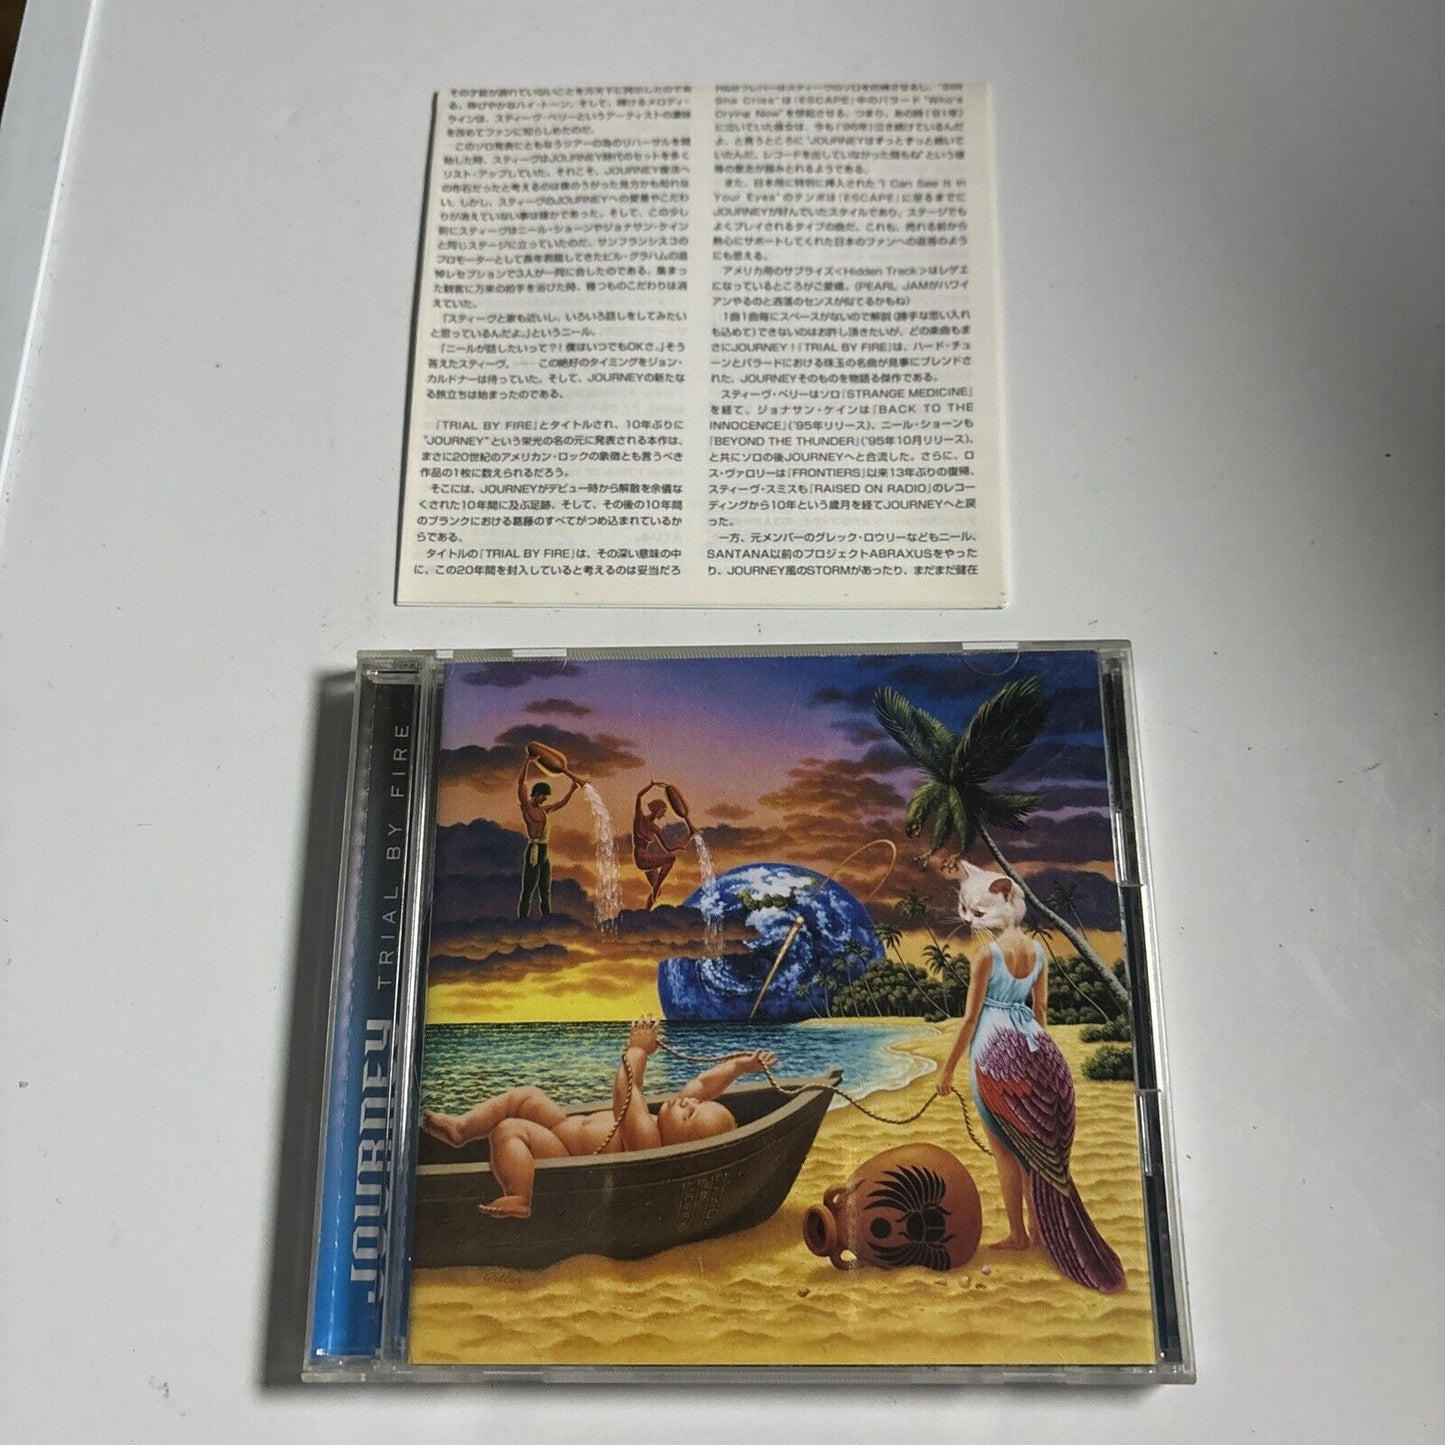 その才能が溢れていないことを万天下に誇示したのであ
る。伸びやかなハイ・トーン、そして、輝けるメロディ・
ラインは、スティーヴ・ペリーというアーティストの凄味
を改めてファンに知らしめたのだ。
このソロ発表にともなうツアーの為のリハーサルを開
始した時、スティーヴはJOURNEY時代のセットを多く
リスト・アップしていた。それこそ、JOURNEY復活へ
の布石だったと考えるのは僕のうがった見方かも知れな
い。しかし、スティーヴのJOURNEYへの愛着やこだわ
りが消えていない事は確かであった。そして、この少し
前にスティーヴはニール・ショーンやジョナサン・ケイン
と同じステージに立っていたのだ。サンフランシスコの
プロモーターとして長年君臨してきたビル・グラハムの追
悼レセプションで3人が一同に会したのである。集まっ
た観客に万来の拍手を浴びた時、幾つものこだわりは消
えていた。
「スティーヴと家も近いし、いろいろ話しをしてみたい
と思っているんだよ。」というニール。
「ニールが話したいって?! 僕はいつでもOKさ。」そう
答えたスティーヴ。——この絶好のタイミングをジョン・
カルドナーは待っていた。そして、JOURNEYの新たな
る旅立ちは始まったのである。
『TRIAL BY FIRE』とタイトルされ、10年ぶりに
"JOURNEY"という栄光の名の元に発表される本作は、
まさに20世紀のアメリカン・ロックの象徴とも言うべき
作品の1枚に数えられるだろう。
そこには、JOURNEYがデビュー時から解散を余儀な
くされた10年間に及ぶ足跡、そして、その後の10年間
のブランクにおける葛藤のすべてがつめ込まれているか
らである。
タイトルの『TRIAL BY FIRE』は、その深い意味の中
に、この20年間を封入していると考えるのは妥当だろ
フレバーはスティーヴのソロを彷彿させるし、"Still
She Cries"は『ESCAPE』中のバラード"Who's
Crying Now"を想起させる。つまり、あの時('81年)
に泣いていた彼女は、今も('96年)泣き続けているんだ
よ、と言うところに"JOURNEYはずっとずっと続いて
いたんだ。レコードを出していなかった間もね"という彼
等の意志が読みとれるようである。
また、日本用に特別に挿入された"I Can See It In
Your Eyes"のテンポは『ESCAPE』に至るまでに
JOURNEYが好んでいたスタイルであり、ステージでも
よくプレイされるタイプの曲だ。これも、売れる前から
熱心にサポートしてくれた日本のファンへの返答のよう
にも思える。
アメリカ用のサプライズ<Hidden Track>はレゲエ
になっているところがご愛嬌。(PEARL JAMがハワイ
アンやるのと洒落のセンスが似てるかもね)
1曲1曲毎にスペースがないので解説(勝手な思い入れ
も込めて)できないのはお許し頂きたいが、どの楽曲もま
さにJOURNEY!『TRIAL BY FIRE』は、ハード・チュ
ーンとバラードにおける珠玉の名曲が見事にブレンドさ
れた、JOURNEYそのものを物語る傑作である。
スティーヴ・ペリーはソロ『STRANGE MEDICINE』
を経て、ジョナサン・ケインは『BACK TO THE
INNOCENCE』('95年リリース)、ニール・ショーンも
『BEYOND THE THUNDER』('95年10月リリース)、
と共にソロの後JOURNEYへと合流した。さらに、ロ
ス・ヴァロリーは『FRONTIERS』以来13年ぶりの復帰、
スティーヴ・スミスも『RAISED ON RADIO』のレコー
ディングから10年という歳月を経てJOURNEYへと戻
った。
一方、元メンバーのグレック・ロウリーなどもニール、
SANTANA以前のプロジェクトABRAXUSをやった
り、JOURNEY風のSTORMがあったり、まだまだ健在
JOURNEY TRIAL BY FIRE